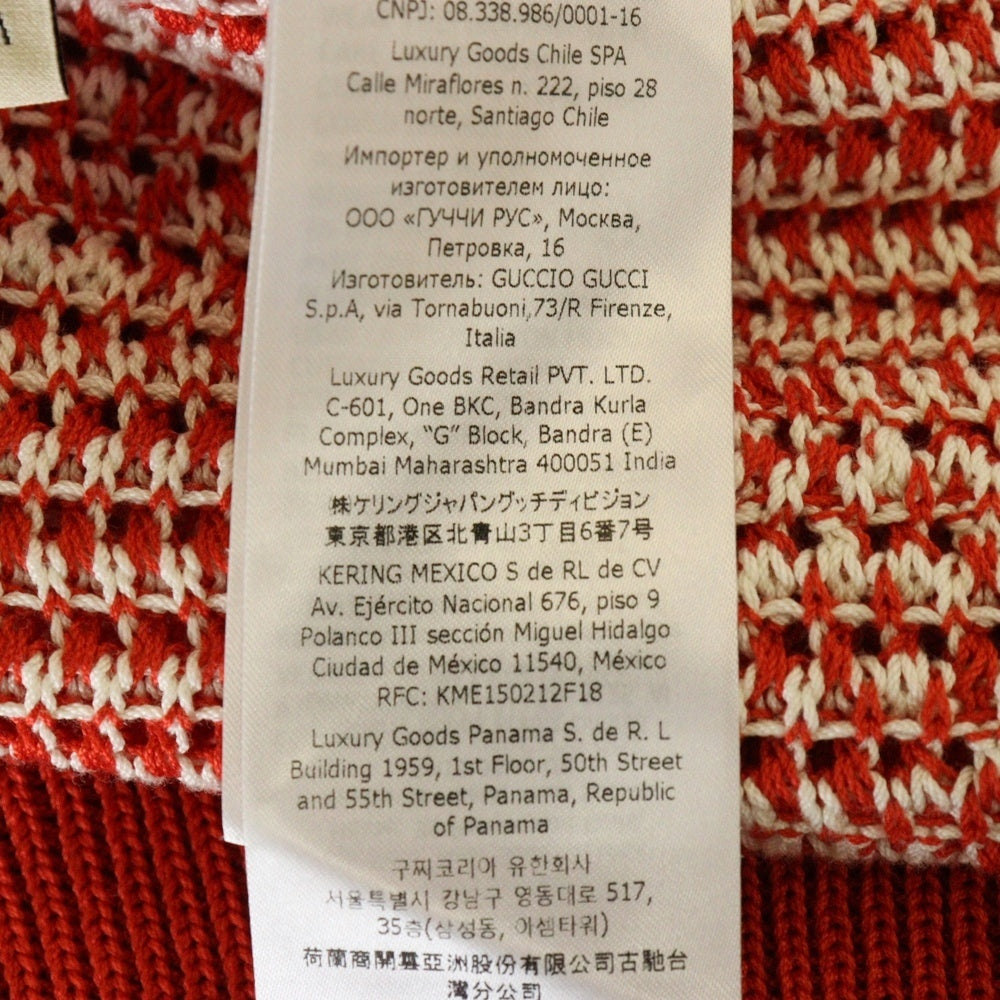 CNPJ: 08.338.986/0001-16
Luxury Goods Chile SPA
Calle Miraflores n. 222, piso 28
norte, Santiago Chile
Импортер и уполномоченное
изготовителем лицо:
ООО «ГУЧЧИ РУС», Москва,
Петровка, 16
Изготовитель: GUCCIO GUCCI
S.p.A, via Tornabuoni,73/R Firenze,
Italia
Luxury Goods Retail PVT. LTD.
C-601, One BKC, Bandra Kurla
Complex, “G” Block, Bandra (E)
Mumbai Maharashtra 400051 India
㈱ケリングジャパングッチディビジョン
東京都港区北青山3丁目6番7号
KERING MEXICO S de RL de CV
Av. Ejército Nacional 676, piso 9
Polanco III sección Miguel Hidalgo
Ciudad de México 11540, México
RFC: KME150212F18
Luxury Goods Panama S. de R. L
Building 1959, 1st Floor, 50th Street
and 55th Street, Panama, Republic
of Panama
구찌코리아 유한회사
서울특별시 강남구 영동대로 517,
35층(삼성동, 아셈타워)
荷蘭商開雲亞洲股份有限公司古馳台
灣分公司